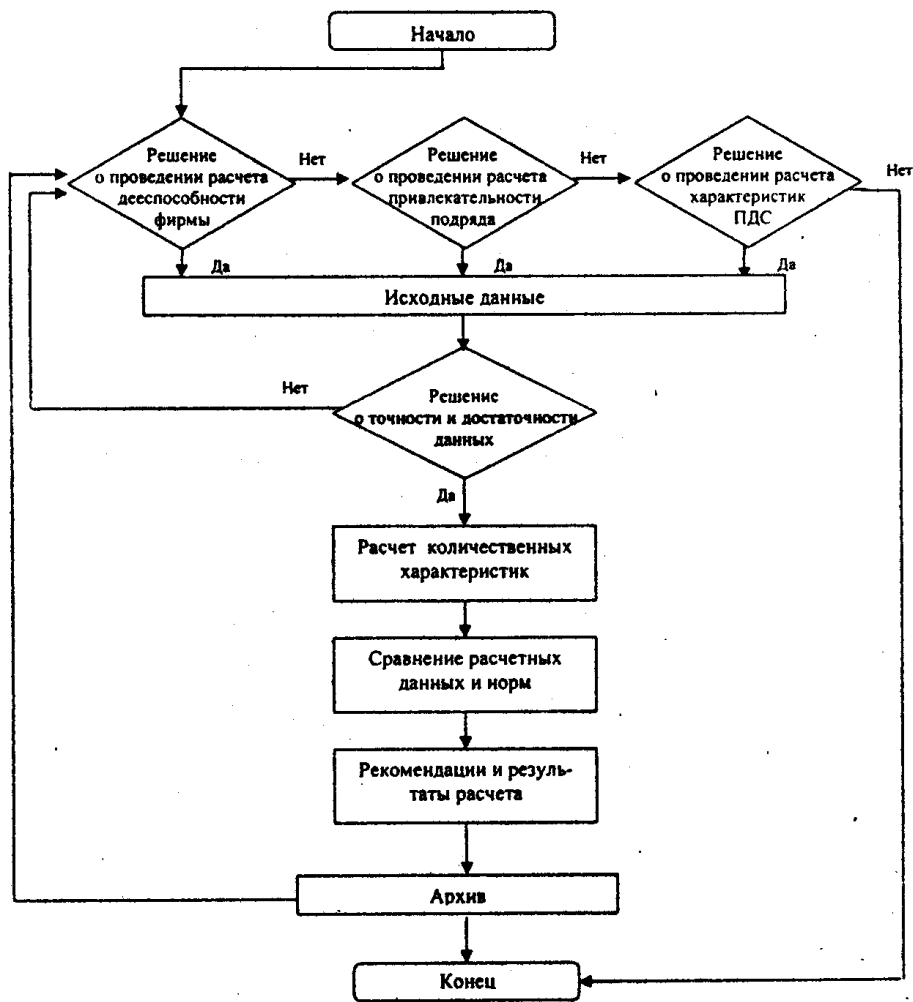 Начало
Решение
о проведении расчета
дееспособности
фирмы
Нет
Решение
о проведении расчета
привлекательности
подряда
Нет
Решение
о проведении расчета
характеристик
ПДС
Нет
Да
Да
Да
Исходные данные
Нет
Решение
о точности и достаточности
данных
Да
Расчет количественных
характеристик
Сравнение расчетных
данных и норм
Рекомендации и резуль-
таты расчета
Архив
Конец